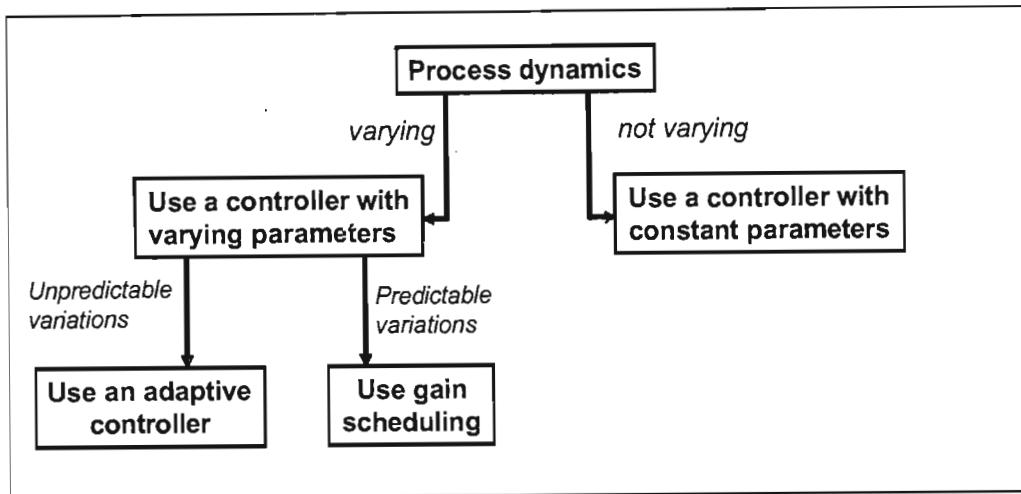 Process dynamics
varying
not varying
Use a controller with
varying parameters
Use a controller with
constant parameters
Unpredictable
variations
Predictable
variations
Use an adaptive
controller
Use gain
scheduling